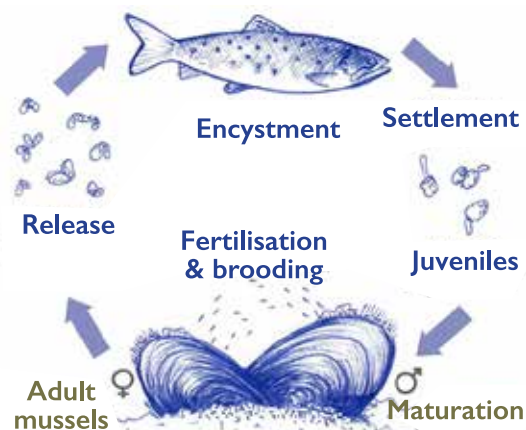 Encystment
Settlement
Release
Juveniles
Fertilisation
& brooding
♀
♂
Adult
mussels
Maturation